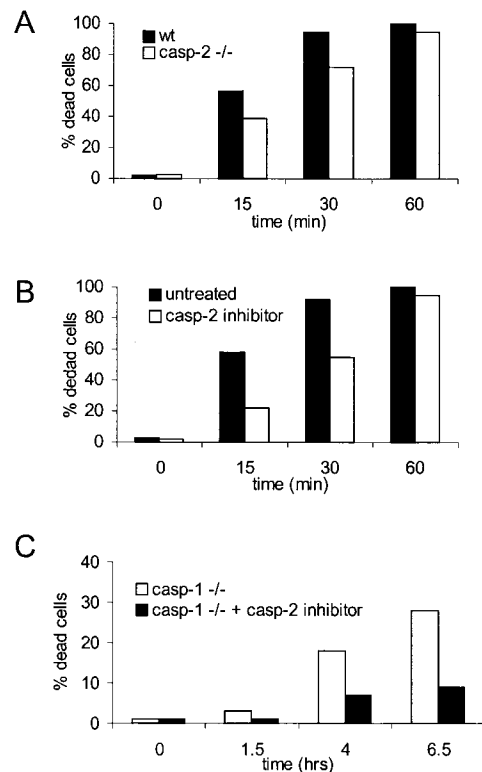 A
100
80
60
40
20
0
% dead cells
wt
casp-2 -/-
0 15 30 60
time (min)
B
100
80
60
40
20
0
% dedad cells
untreated
casp-2 inhibitor
0 15 30 60
time (min)
C
40
30
20
10
0
% dead cells
casp-1 -/-
casp-1 -/- + casp-2 inhibitor
0 1.5 4 6.5
time (hrs)